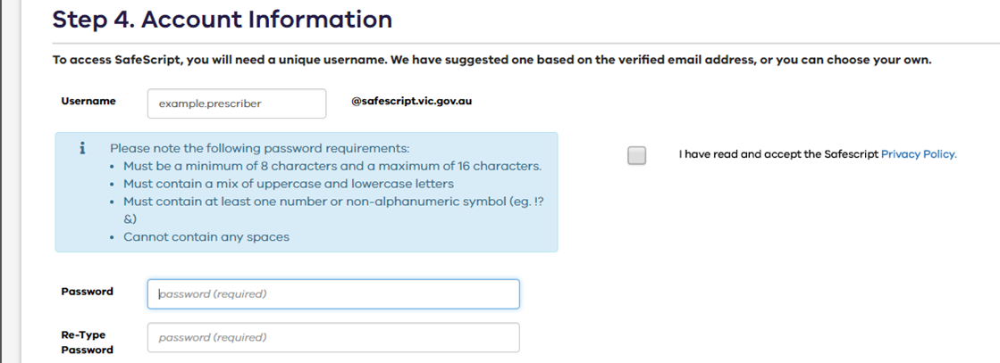 Step 4. Account Information
To access SafeScript, you will need a unique username. We have suggested one based on the verified email address, or you can choose your own.
Username
example.prescriber
@safescript.vic.gov.au
i
Please note the following password requirements:
• Must be a minimum of 8 characters and a maximum of 16 characters.
• Must contain a mix of uppercase and lowercase letters
• Must contain at least one number or non-alphanumeric symbol (eg. !?
&)
• Cannot contain any spaces
I have read and accept the Safescript Privacy Policy.
Password
password (required)
Re-Type
Password
password (required)